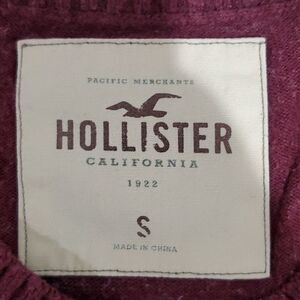 PACIFIC MERCHANTS
HOLLISTER
CALIFORNIA
1922
S
MADE IN CHINA